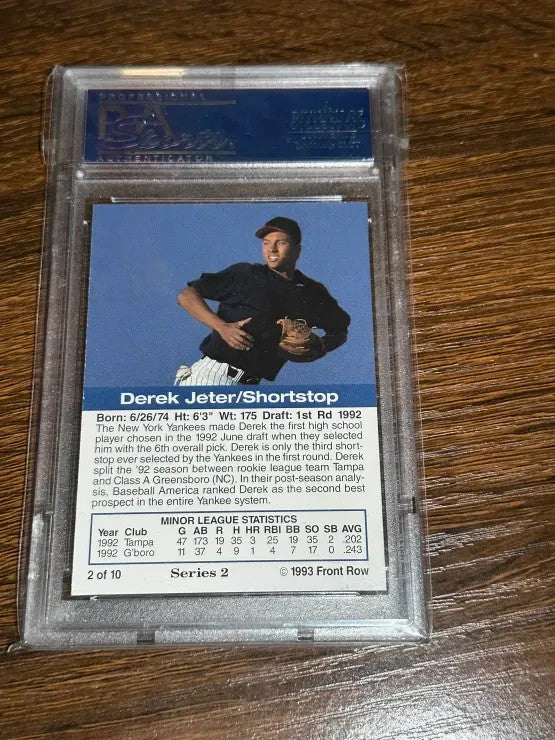 PROFESSIONAL
PSA
Sports
AUTHENTICATOR
Derek Jeter/Shortstop
Born: 6/26/74 Ht: 6'3" Wt: 175 Draft: 1st Rd 1992
The New York Yankees made Derek the first high school
player chosen in the 1992 June draft when they selected
him with the 6th overall pick. Derek is only the third short-
stop ever selected by the Yankees in the first round. Derek
split the '92 season between rookie league team Tampa
and Class A Greensboro (NC). In their post-season analy-
sis, Baseball America ranked Derek as the second best
prospect in the entire Yankee system.
MINOR LEAGUE STATISTICS
Year Club G AB R H HR RBI BB SO SB AVG
1992 Tampa 47 173 19 35 3 25 19 35 2 .202
1992 G'boro 11 37 4 9 1 4 7 17 0 .243
2 of 10 Series 2 © 1993 Front Row